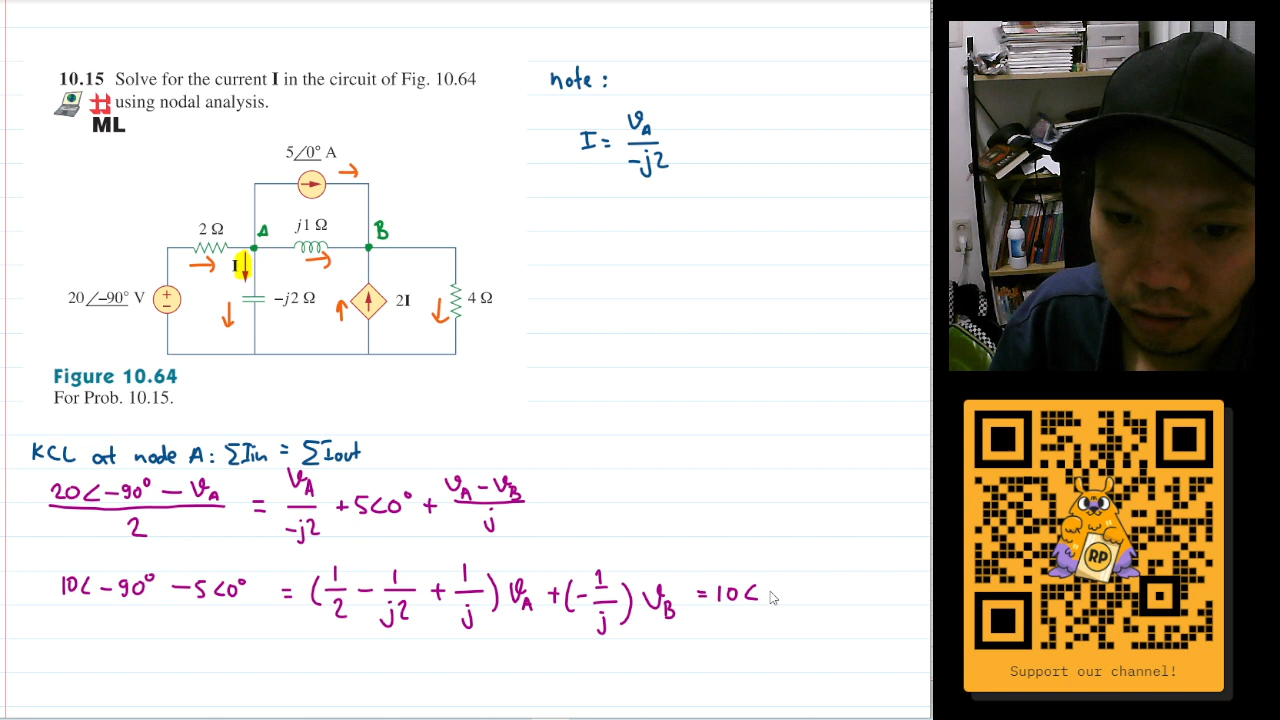 10.15 Solve for the current I in the circuit of Fig. 10.64
using nodal analysis.
ML
5∠0° A
2 Ω
A
j1 Ω
B
I
20∠−90° V
+
−
−j2 Ω
2I
4 Ω
Figure 10.64
For Prob. 10.15.
note:
I = V_A / -j2
KCL at node A: ΣIin = ΣIout
(20<-90° - V_A) / 2 = V_A / -j2 + 5<0° + (V_A - V_B) / j
10<-90° - 5<0° = (1/2 - 1/j2 + 1/j) V_A + (-1/j) V_B = 10<
RP
Support our channel!